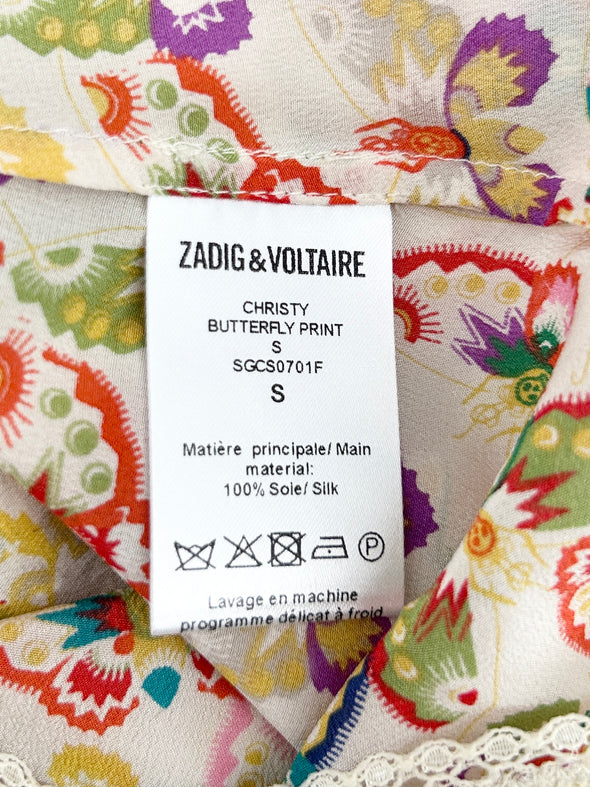 ZADIG & VOLTAIRE
CHRISTY
BUTTERFLY PRINT
S
SGCS0701F
S
Matière principale/ Main
material:
100% Soie/ Silk
P
Lavage en machine
programme délicat à froid